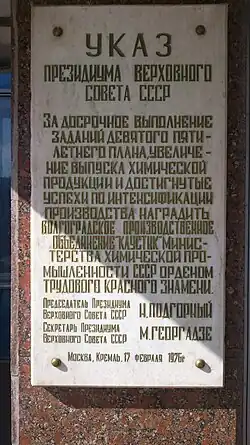 УКАЗ
ПРЕЗИДИУМА ВЕРХОВНОГО
СОВЕТА СССР
ЗА ДОСРОЧНОЕ ВЫПОЛНЕНИЕ
ЗАДАНИЙ ДЕВЯТОГО ПЯТИ-
ЛЕТНЕГО ПЛАНА, УВЕЛИЧЕ-
НИЕ ВЫПУСКА ХИМИЧЕСКОЙ
ПРОДУКЦИИ И ДОСТИГНУТЫЕ
УСПЕХИ ПО ИНТЕНСИФИКАЦИИ
ПРОИЗВОДСТВА НАГРАДИТЬ
ВОЛГОГРАДСКОЕ ПРОИЗВОДСТВЕННОЕ
ОБЪЕДИНЕНИЕ "КАУСТИК" МИНИС-
ТЕРСТВА ХИМИЧЕСКОЙ ПРО-
МЫШЛЕННОСТИ СССР ОРДЕНОМ
ТРУДОВОГО КРАСНОГО ЗНАМЕНИ.
Председатель Президиума
Верховного Совета СССР Н. ПОДГОРНЫЙ
Секретарь Президиума
Верховного Совета СССР М. ГЕОРГАДЗЕ
Москва, Кремль, 17 февраля 1976г